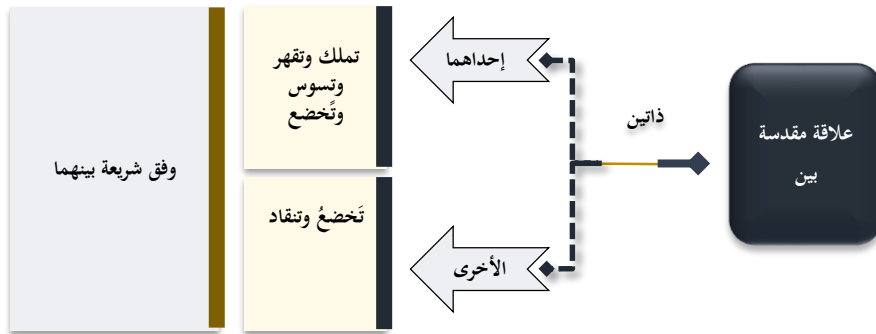 علاقة مقدسة
بين
ذاتين
إحداهما
تملك وتقهر
وتسوس
وتًخضع
الأخرى
تَخضعُ وتنقاد
وفق شريعة بينهما